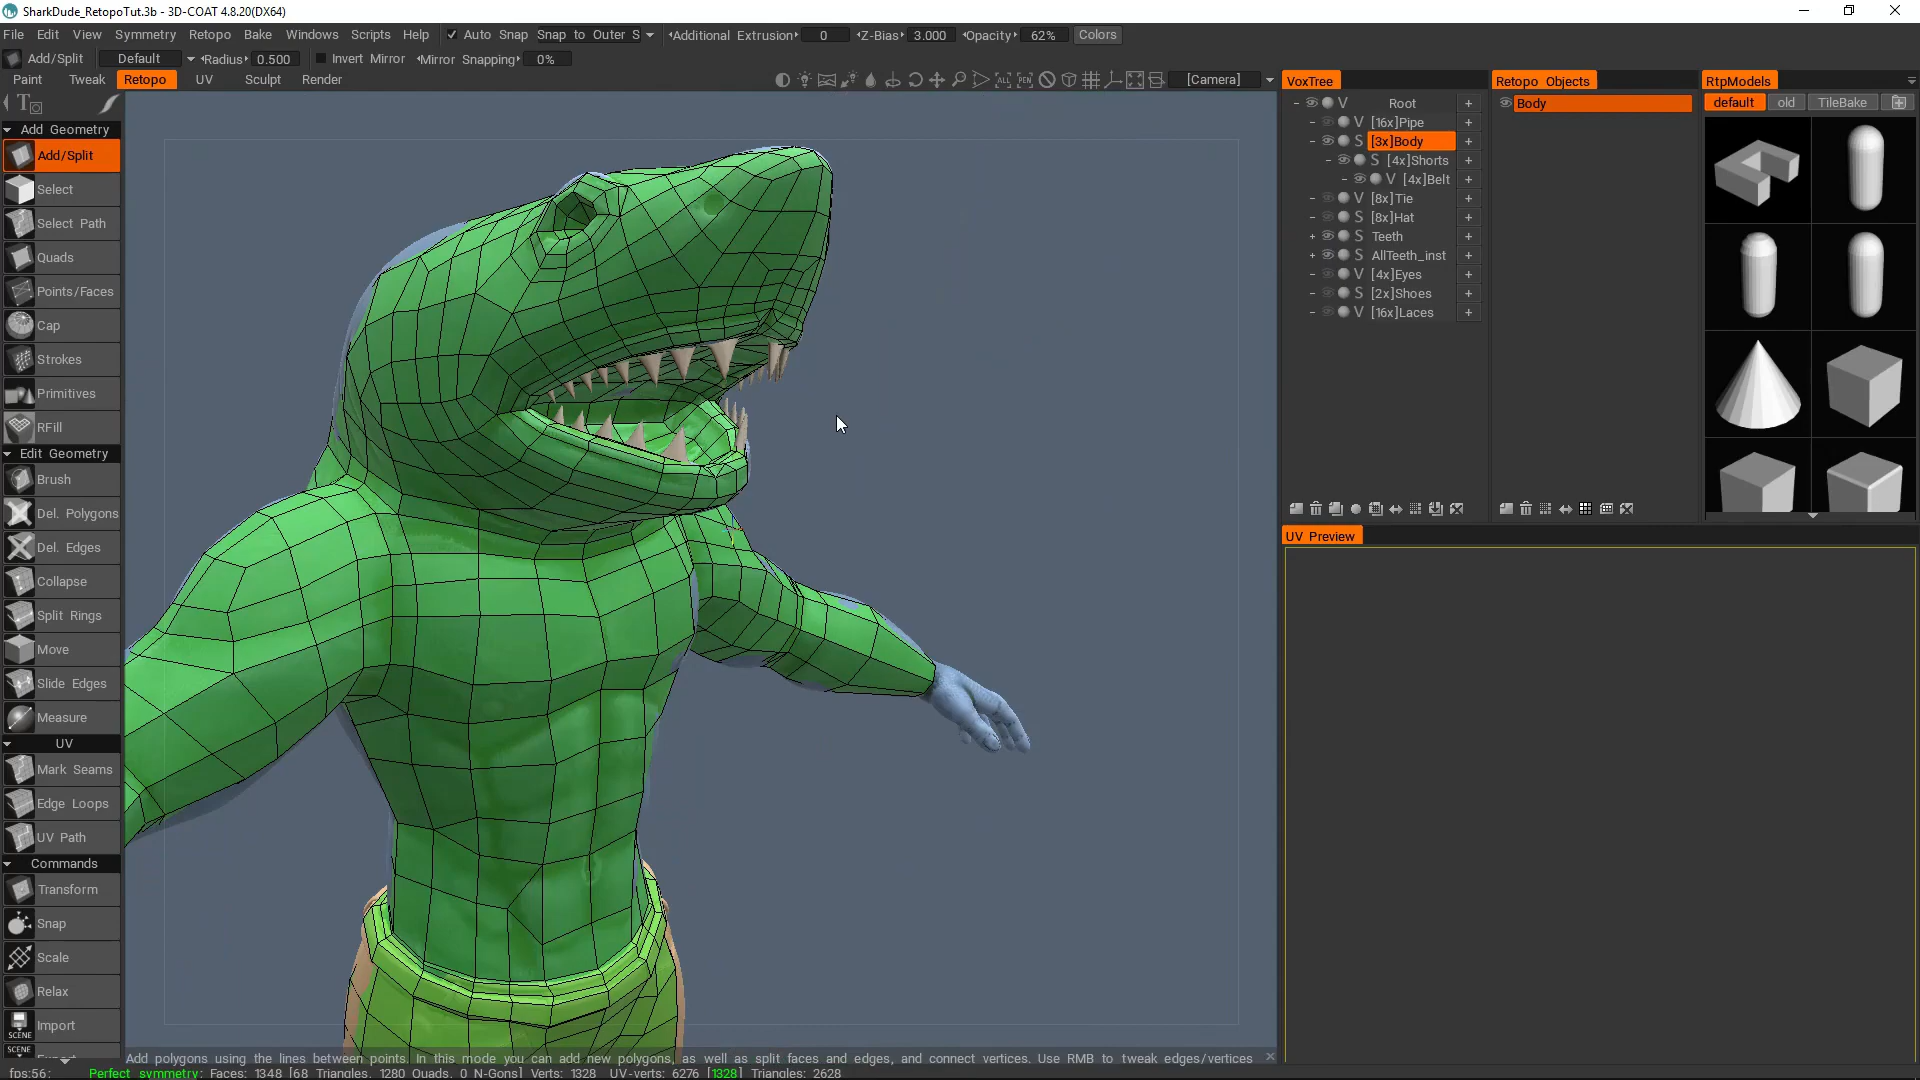 SharkDude_RetopoTut.3b - 3D-COAT 4.8.20(DX64)
File Edit View Symmetry Retopo Bake Windows Scripts Help Auto Snap Snap to Outer S Additional Extrusion 0 Z-Bias 3.000 Opacity 62% Colors
Add/Split Default Radius 0.500 Invert Mirror Mirror Snapping 0%
Paint Tweak Retopo UV Sculpt Render [Camera]
VoxTree
Retopo Objects
RtpModels
default old TileBake
Add Geometry
Add/Split
Select
Select Path
Quads
Points/Faces
Cap
Strokes
Primitives
RFill
Edit Geometry
Brush
Del. Polygons
Del. Edges
Collapse
Split Rings
Move
Slide Edges
Measure
UV
Mark Seams
Edge Loops
UV Path
Commands
Transform
Snap
Scale
Relax
SCENE Import
SCENE
V Root +
V [16x]Pipe +
S [3x]Body +
S [4x]Shorts
V [4x]Belt
V [8x]Tie +
S [8x]Hat +
S Teeth +
S AllTeeth_inst +
V [4x]Eyes +
S [2x]Shoes +
V [16x]Laces +
Body
UV Preview
Add polygons using the lines between points. In this mode you can add new polygons, as well as split faces and edges, and connect vertices. Use RMB to tweak edges/vertices
fps:56: Perfect symmetry: Faces: 1348 [68 Triangles, 1280 Quads, 0 N-Gons] Verts: 1328 UV-verts: 6276 [1328] Triangles: 2628